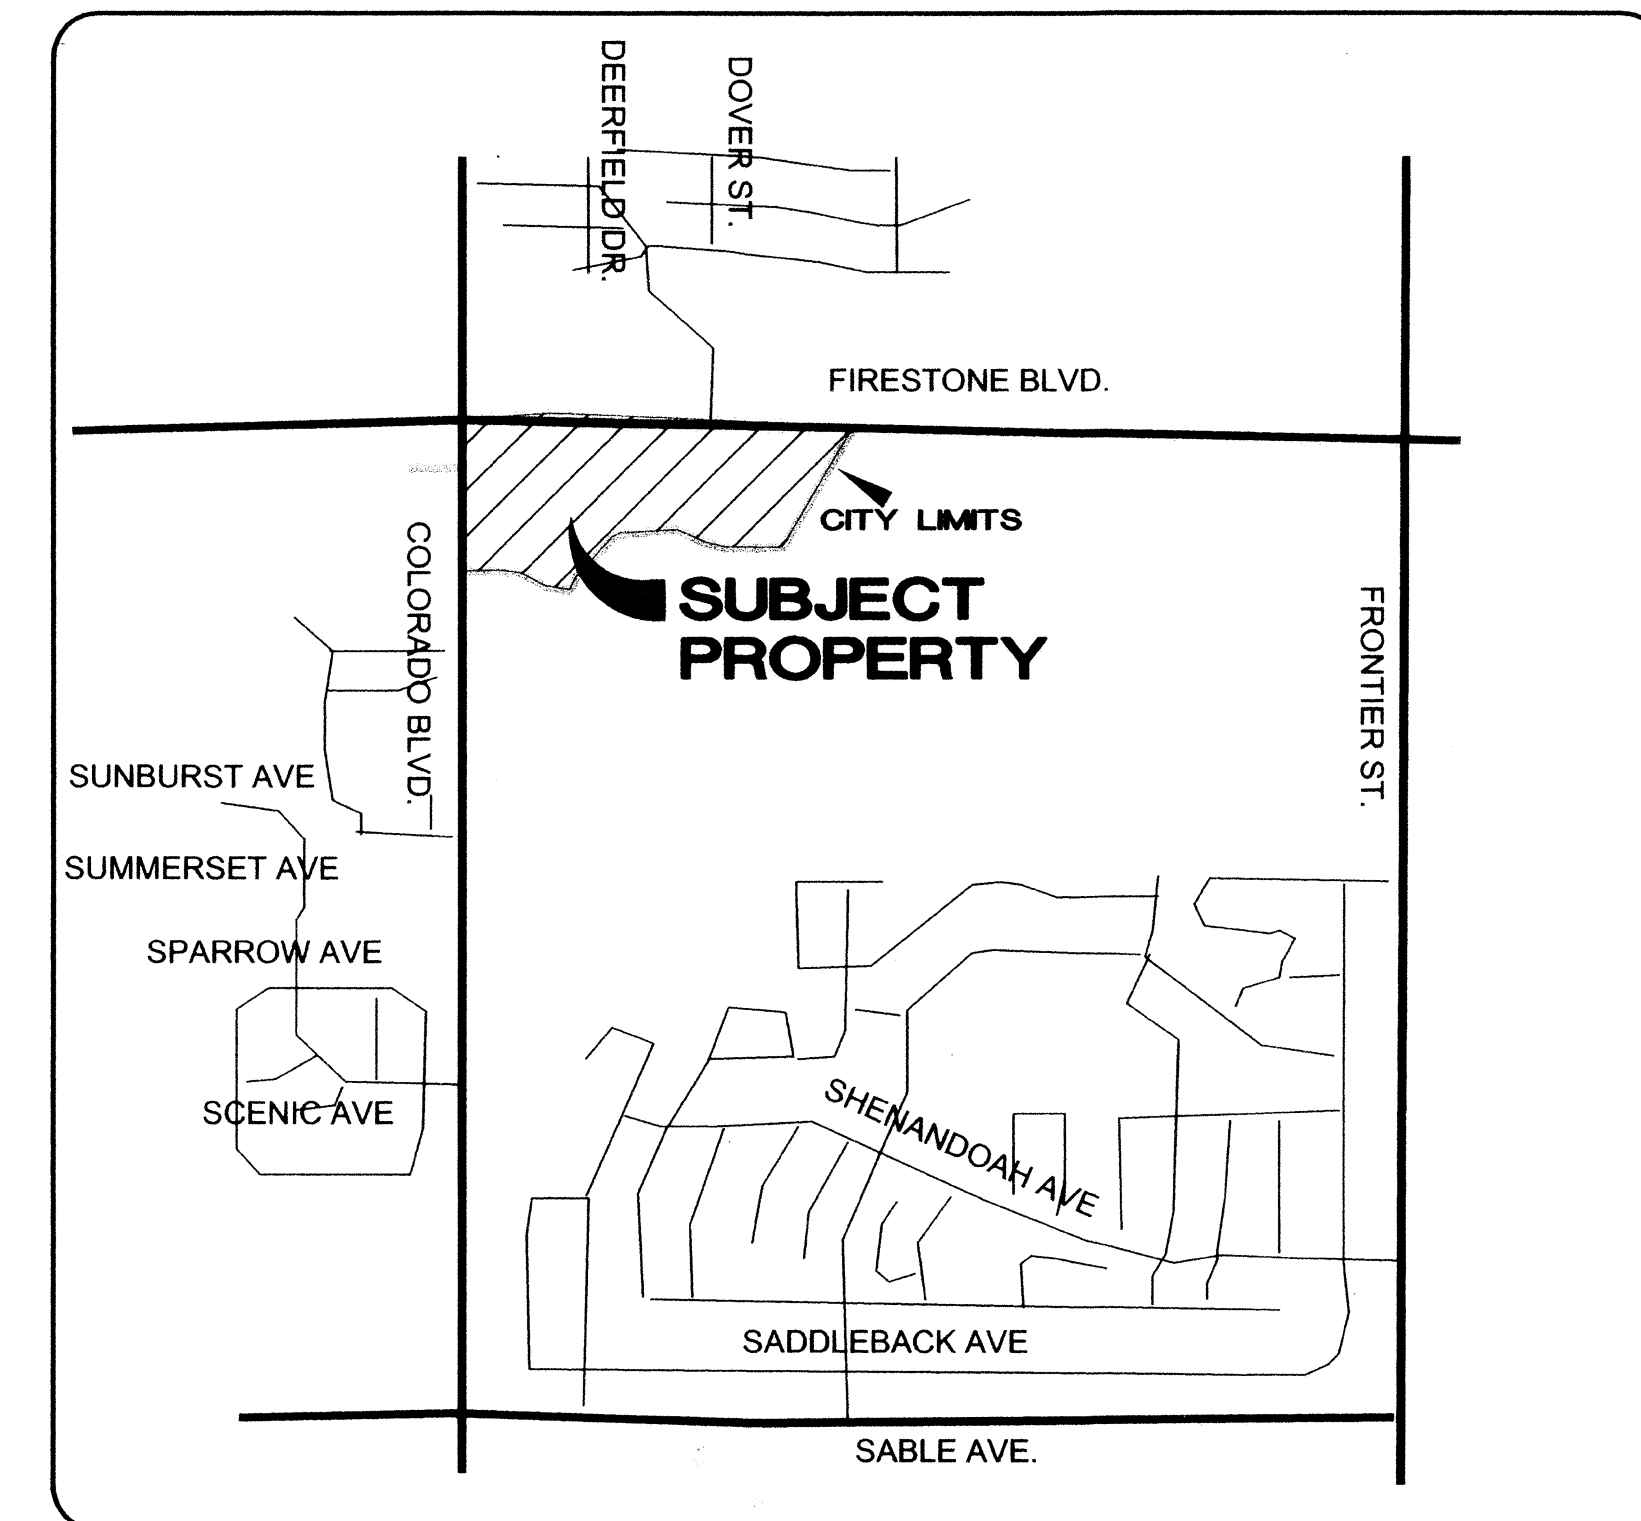 DEERFIELD DR.
DOVER ST.
FIRESTONE BLVD.
CITY LIMITS
COLORADO BLVD.
SUBJECT
PROPERTY
FRONTIER ST.
SUNBURST AVE
SUMMERSET AVE
SPARROW AVE
SCENIC AVE
SHENANDOAH AVE
SADDLEBACK AVE
SABLE AVE.